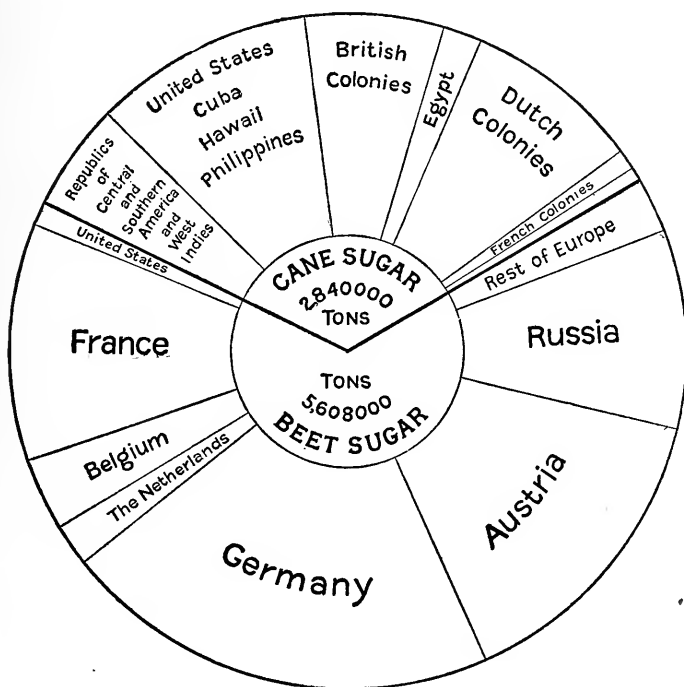 United States
Cuba
Hawaii
Philippines
British
Colonies
Egypt
Dutch
Colonies
French Colonies
Republics
of
Central
and
Southern
America
and
West
Indies
CANE SUGAR
2,840000
TONS
United States
Rest of Europe
France
Russia
TONS
5,608000
BEET SUGAR
Belgium
The Netherlands
Germany
Austria